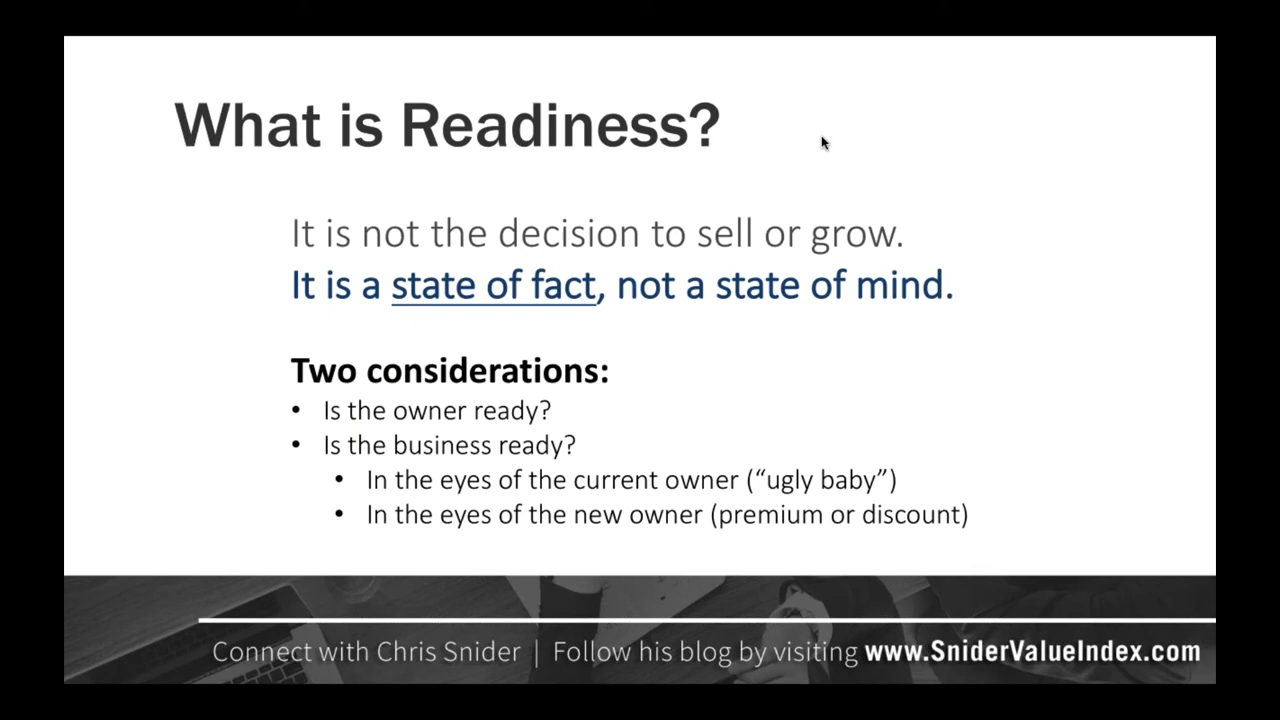 What is Readiness?
It is not the decision to sell or grow.
It is a state of fact, not a state of mind.
Two considerations:
• Is the owner ready?
• Is the business ready?
• In the eyes of the current owner (“ugly baby”)
• In the eyes of the new owner (premium or discount)
Connect with Chris Snider | Follow his blog by visiting www.SniderValueIndex.com